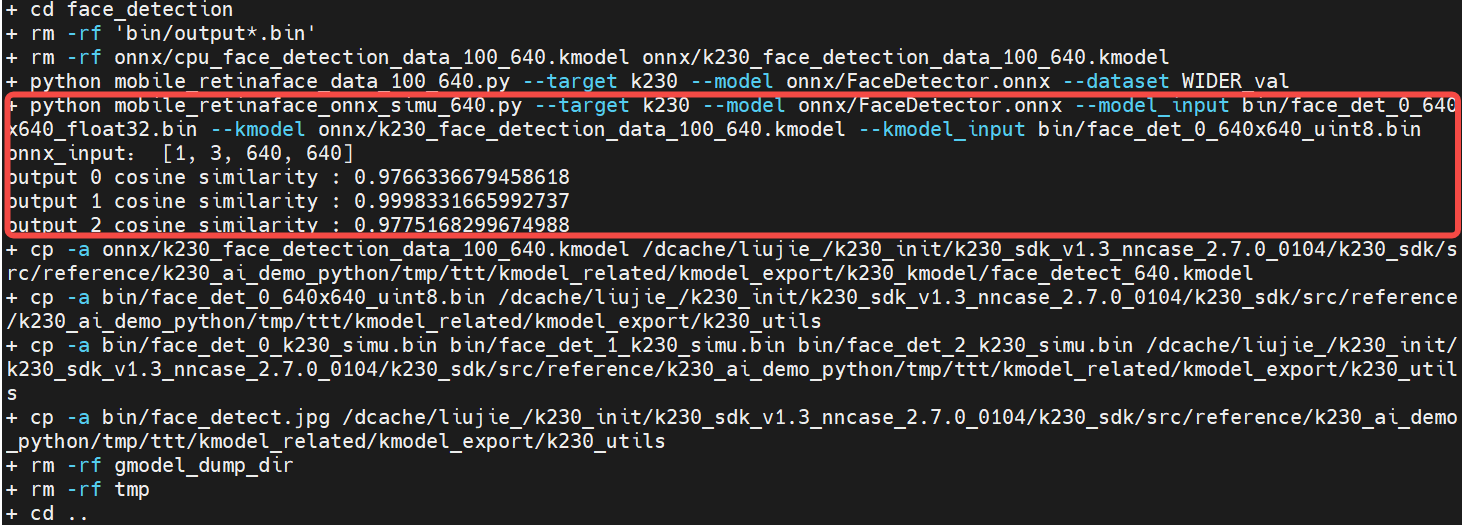 + cd face_detection
+ rm -rf 'bin/output*.bin'
+ rm -rf onnx/cpu_face_detection_data_100_640.kmodel onnx/k230_face_detection_data_100_640.kmodel
+ python mobile_retinaface_data_100_640.py --target k230 --model onnx/FaceDetector.onnx --dataset WIDER_val
+ python mobile_retinaface_onnx_simu_640.py --target k230 --model onnx/FaceDetector.onnx --model_input bin/face_det_0_640
x640_float32.bin --kmodel onnx/k230_face_detection_data_100_640.kmodel --kmodel_input bin/face_det_0_640x640_uint8.bin
onnx_input： [1, 3, 640, 640]
output 0 cosine similarity : 0.9766336679458618
output 1 cosine similarity : 0.9998331665992737
output 2 cosine similarity : 0.9775168299674988
+ cp -a onnx/k230_face_detection_data_100_640.kmodel /dcache/liujie_/k230_init/k230_sdk_v1.3_nncase_2.7.0_0104/k230_sdk/s
rc/reference/k230_ai_demo_python/tmp/ttt/kmodel_related/kmodel_export/k230_kmodel/face_detect_640.kmodel
+ cp -a bin/face_det_0_640x640_uint8.bin /dcache/liujie_/k230_init/k230_sdk_v1.3_nncase_2.7.0_0104/k230_sdk/src/reference
/k230_ai_demo_python/tmp/ttt/kmodel_related/kmodel_export/k230_utils
+ cp -a bin/face_det_0_k230_simu.bin bin/face_det_1_k230_simu.bin bin/face_det_2_k230_simu.bin /dcache/liujie_/k230_init/
k230_sdk_v1.3_nncase_2.7.0_0104/k230_sdk/src/reference/k230_ai_demo_python/tmp/ttt/kmodel_related/kmodel_export/k230_util
s
+ cp -a bin/face_detect.jpg /dcache/liujie_/k230_init/k230_sdk_v1.3_nncase_2.7.0_0104/k230_sdk/src/reference/k230_ai_demo
_python/tmp/ttt/kmodel_related/kmodel_export/k230_utils
+ rm -rf gmodel_dump_dir
+ rm -rf tmp
+ cd ..